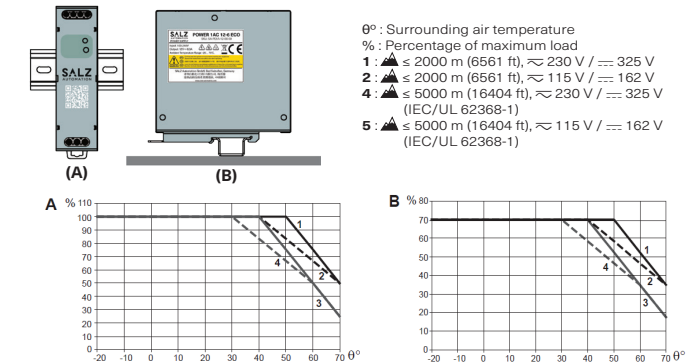 SALZ
AUTOMATION
(A)
SALZ
AUTOMATION
POWER 1AC 12-6 ECO
(B)
θ° : Surrounding air temperature
% : Percentage of maximum load
1 : ≤ 2000 m (6561 ft), ⏦ 230 V / ⎓ 325 V
2 : ≤ 2000 m (6561 ft), ⏦ 115 V / ⎓ 162 V
4 : ≤ 5000 m (16404 ft), ⏦ 230 V / ⎓ 325 V
(IEC/UL 62368-1)
5 : ≤ 5000 m (16404 ft), ⏦ 115 V / ⎓ 162 V
(IEC/UL 62368-1)
A
% 110
100
90
80
70
60
50
40
30
20
10
0
1
2
4
3
-20 -10 0 10 20 30 40 50 60 70 θ°
B
% 80
70
60
50
40
30
20
10
0
1
2
4
3
-20 -10 0 10 20 30 40 50 60 70 θ°